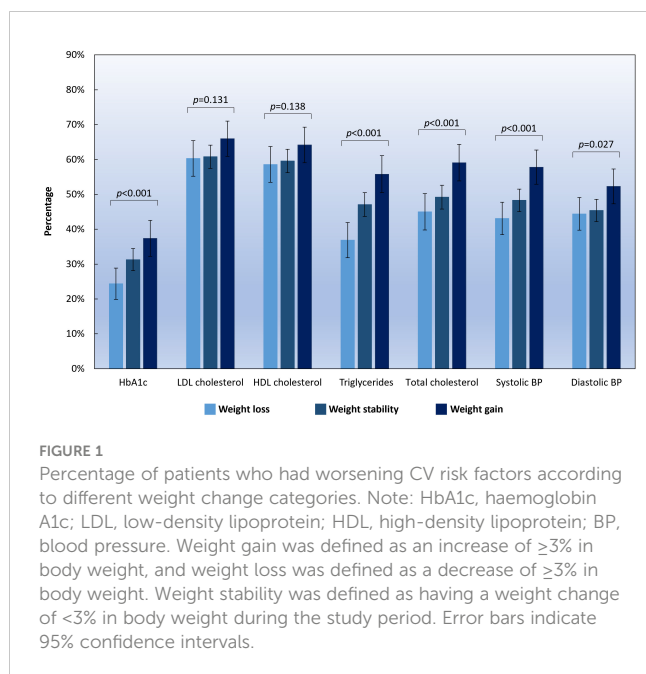 90%
80%
70%
60%
50%
40%
30%
20%
10%
0%
Percentage
p<0.001
p=0.131
p=0.138
p<0.001
p<0.001
p<0.001
p=0.027
HbA1c LDL cholesterol HDL cholesterol Triglycerides Total cholesterol Systolic BP Diastolic BP
Weight loss Weight stability Weight gain
FIGURE 1
Percentage of patients who had worsening CV risk factors according
to different weight change categories. Note: HbA1c, haemoglobin
A1c; LDL, low-density lipoprotein; HDL, high-density lipoprotein; BP,
blood pressure. Weight gain was defined as an increase of ≥3% in
body weight, and weight loss was defined as a decrease of ≥3% in
body weight. Weight stability was defined as having a weight change
of <3% in body weight during the study period. Error bars indicate
95% confidence intervals.